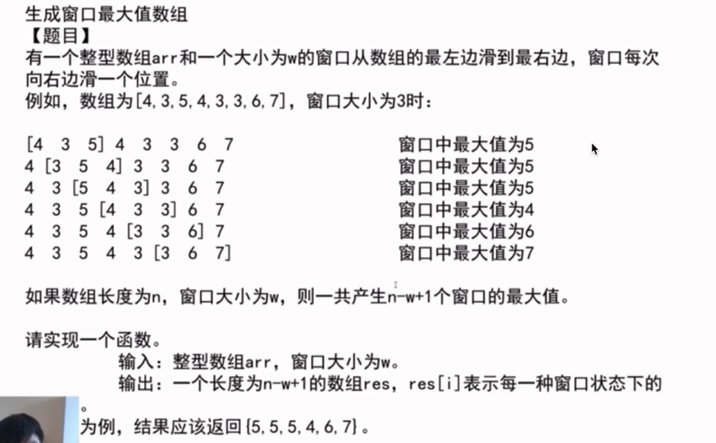 生成窗口最大值数组
【题目】
有一个整型数组arr和一个大小为w的窗口从数组的最左边滑到最右边，窗口每次
向右边滑一个位置。
例如，数组为[4,3,5,4,3,3,6,7]，窗口大小为3时：
[4 3 5] 4 3 3 6 7 窗口中最大值为5
4 [3 5 4] 3 3 6 7 窗口中最大值为5
4 3 [5 4 3] 3 6 7 窗口中最大值为5
4 3 5 [4 3 3] 6 7 窗口中最大值为4
4 3 5 4 [3 3 6] 7 窗口中最大值为6
4 3 5 4 3 [3 6 7] 窗口中最大值为7
如果数组长度为n，窗口大小为w，则一共产生n-w+1个窗口的最大值。
请实现一个函数。
输入：整型数组arr，窗口大小为w。
输出：一个长度为n-w+1的数组res，res[i]表示每一种窗口状态下的
。
为例，结果应该返回{5,5,5,4,6,7}。